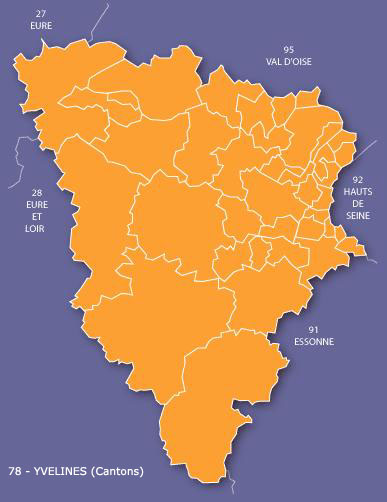 27
EURE
95
VAL D'OISE
92
HAUTS
DE
SEINE
28
EURE
ET
LOIR
91
ESSONNE
78 - YVELINES (Cantons)